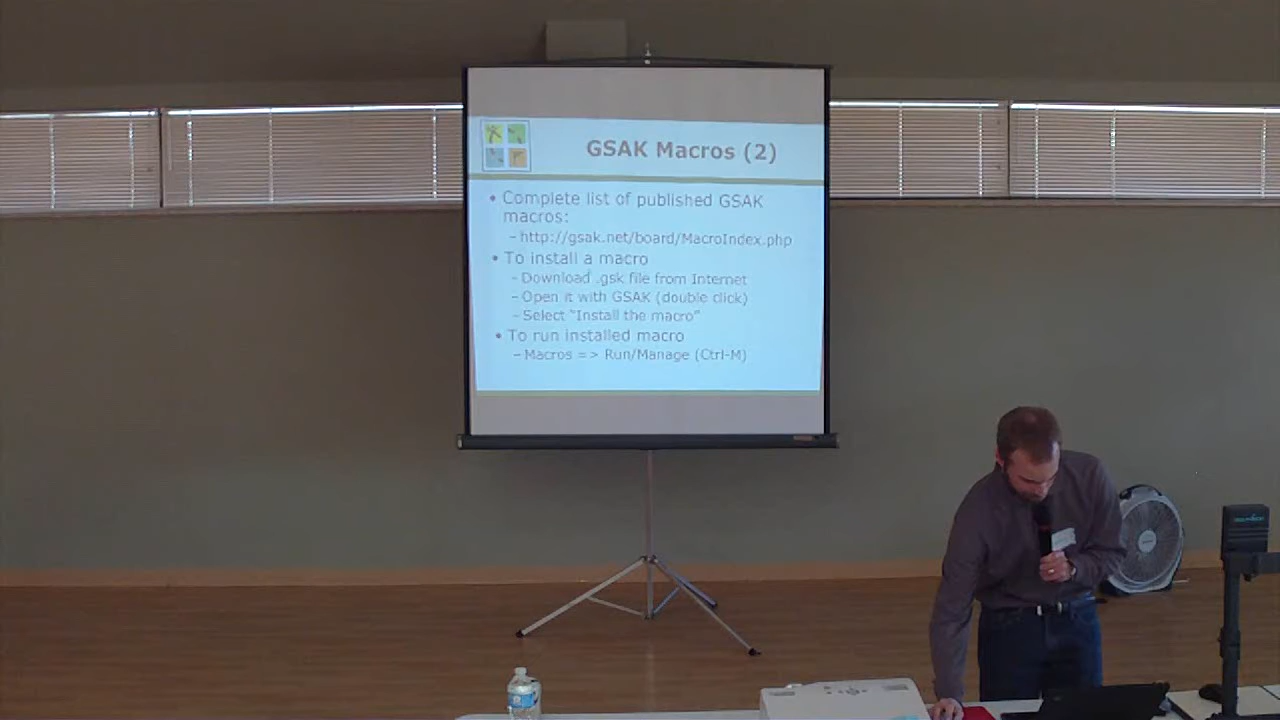 GSAK Macros (2)
• Complete list of published GSAK
macros:
– http://gsak.net/board/MacroIndex.php
• To install a macro
– Download .gsk file from Internet
– Open it with GSAK (double click)
– Select "Install the macro"
• To run installed macro
– Macros => Run/Manage (Ctrl-M)